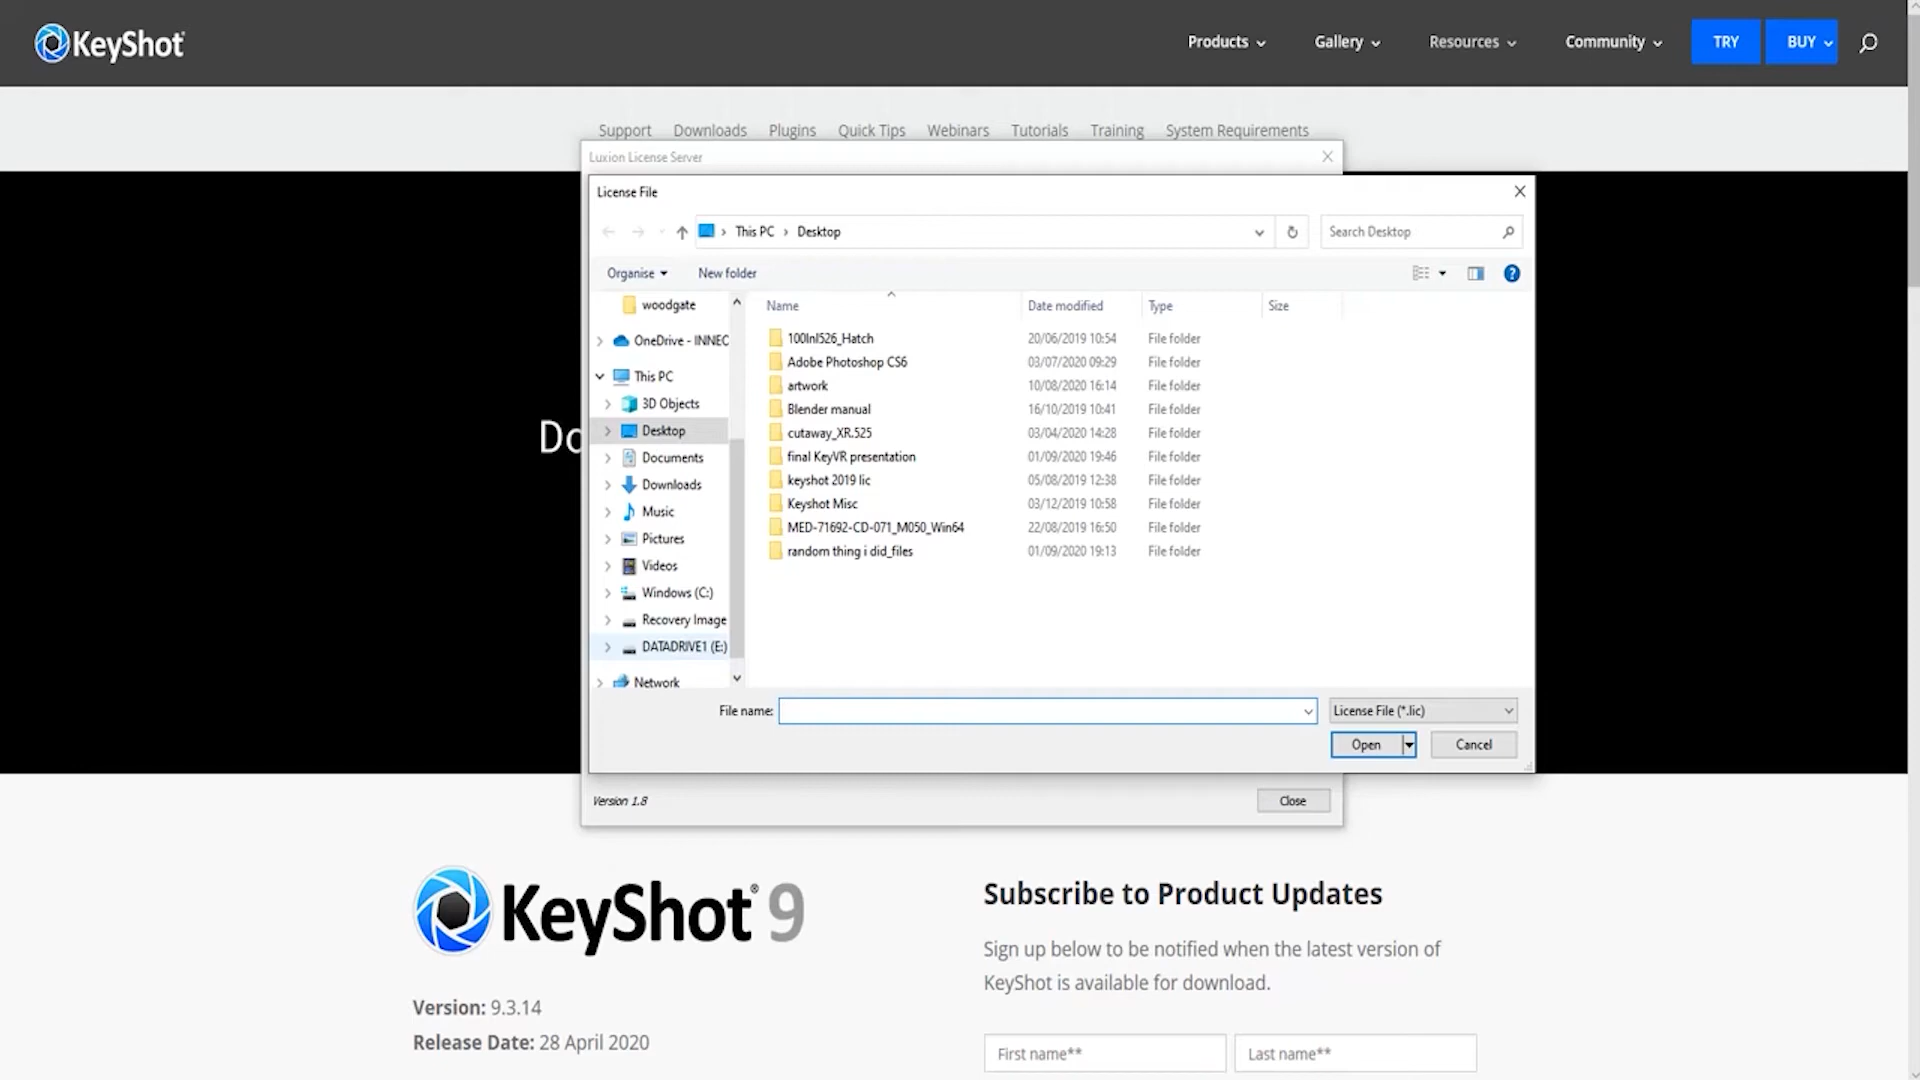 KeyShot
Products
Gallery
Resources
Community
TRY
BUY
Support Downloads Plugins Quick Tips Webinars Tutorials Training System Requirements
Luxion License Server
License File
This PC > Desktop
Search Desktop
Organise
New folder
Name Date modified Type Size
woodgate
OneDrive - INNEC
This PC
3D Objects
Desktop
Documents
Downloads
Music
Pictures
Videos
Windows (C:)
Recovery Image
DATADRIVE1 (E:)
Network
100Inl526_Hatch 20/06/2019 10:54 File folder
Adobe Photoshop CS6 03/07/2020 09:29 File folder
artwork 10/08/2020 16:14 File folder
Blender manual 16/10/2019 10:41 File folder
cutaway_XR.525 03/04/2020 14:28 File folder
final KeyVR presentation 01/09/2020 19:46 File folder
keyshot 2019 lic 05/08/2019 12:38 File folder
Keyshot Misc 03/12/2019 10:58 File folder
MED-71692-CD-071_M050_Win64 22/08/2019 16:50 File folder
random thing i did_files 01/09/2020 19:13 File folder
Do
File name:
License File (*.lic)
Open
Cancel
Version 1.8
Close
KeyShot® 9
Version: 9.3.14
Release Date: 28 April 2020
Subscribe to Product Updates
Sign up below to be notified when the latest version of
KeyShot is available for download.
First name**
Last name**